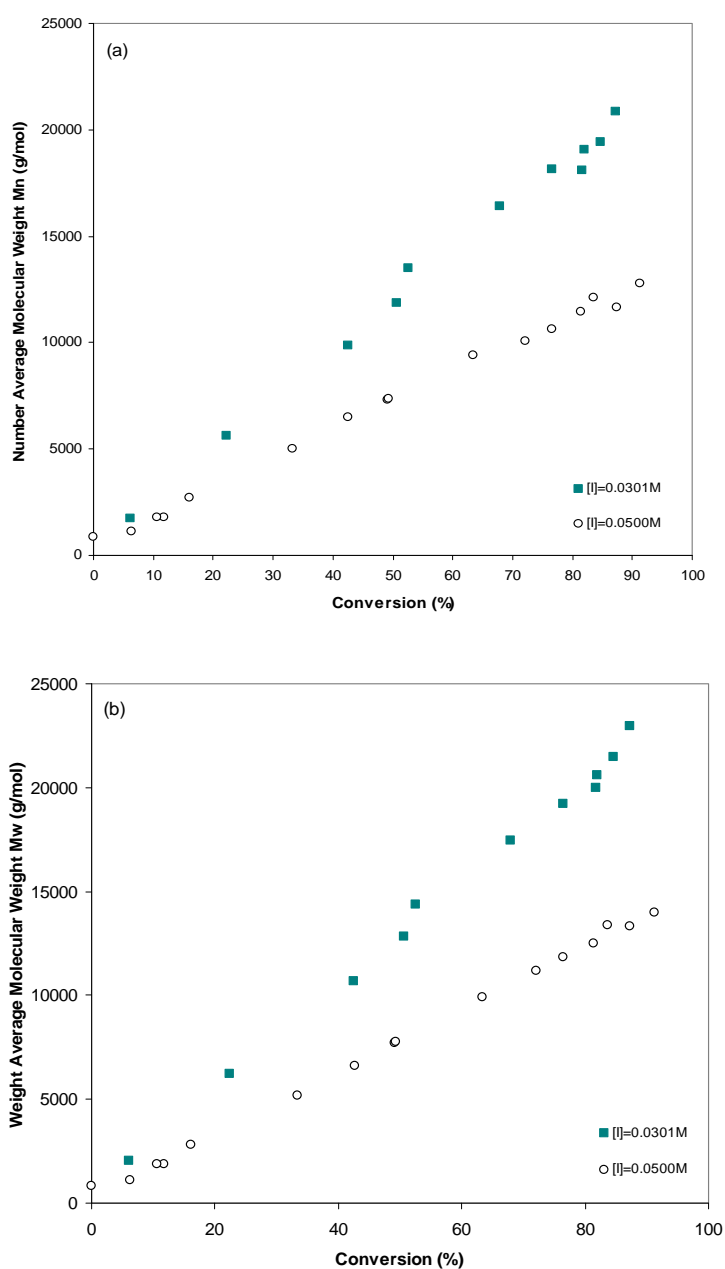 (a)
Number Average Molecular Weight Mn (g/mol)
25000
20000
15000
10000
5000
0
[I]=0.0301M
[I]=0.0500M
0 10 20 30 40 50 60 70 80 90 100
Conversion (%)
(b)
Weight Average Molecular Weight Mw (g/mol)
25000
20000
15000
10000
5000
0
[I]=0.0301M
[I]=0.0500M
0 20 40 60 80 100
Conversion (%)